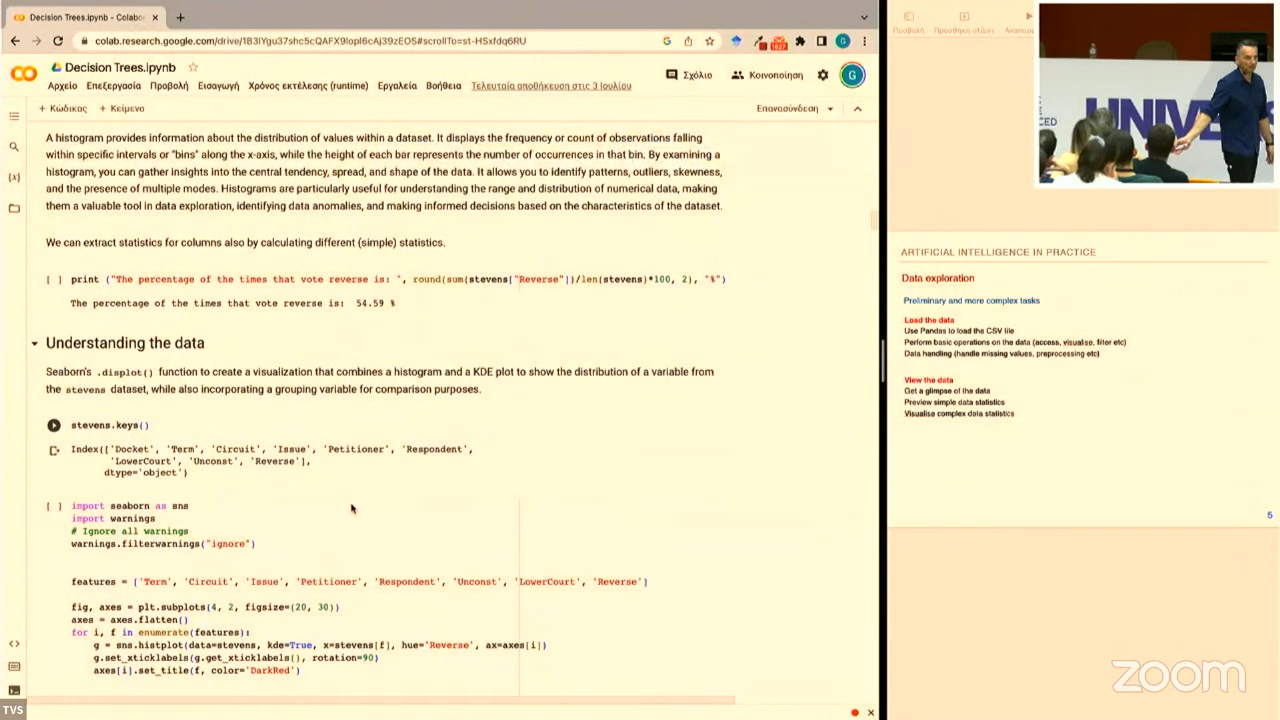 Decision Trees.ipynb - Colabo
colab.research.google.com/drive/1B3lYgu37shc5cQAFX9lopl6cAj39zEOS#scrollTo=st-HSxfdq6RU
1627
G
Decision Trees.ipynb
Σχόλιο
Κοινοποίηση
G
Αρχείο Επεξεργασία Προβολή Εισαγωγή Χρόνος εκτέλεσης (runtime) Εργαλεία Βοήθεια Τελευταία αποθήκευση στις 3 Ιουλίου
+ Κώδικας + Κείμενο
Επανασύνδεση
A histogram provides information about the distribution of values within a dataset. It displays the frequency or count of observations falling
within specific intervals or "bins" along the x-axis, while the height of each bar represents the number of occurrences in that bin. By examining a
histogram, you can gather insights into the central tendency, spread, and shape of the data. It allows you to identify patterns, outliers, skewness,
and the presence of multiple modes. Histograms are particularly useful for understanding the range and distribution of numerical data, making
them a valuable tool in data exploration, identifying data anomalies, and making informed decisions based on the characteristics of the dataset.
We can extract statistics for columns also by calculating different (simple) statistics.
[ ] print ("The percentage of the times that vote reverse is: ", round(sum(stevens["Reverse"])/len(stevens)*100, 2), "%")
The percentage of the times that vote reverse is:  54.59 %
Understanding the data
Seaborn's .displot() function to create a visualization that combines a histogram and a KDE plot to show the distribution of a variable from
the stevens dataset, while also incorporating a grouping variable for comparison purposes.
stevens.keys()
Index(['Docket', 'Term', 'Circuit', 'Issue', 'Petitioner', 'Respondent',
'LowerCourt', 'Unconst', 'Reverse'],
dtype='object')
[ ] import seaborn as sns
import warnings
# Ignore all warnings
warnings.filterwarnings("ignore")
features = ['Term', 'Circuit', 'Issue', 'Petitioner', 'Respondent', 'Unconst', 'LowerCourt', 'Reverse']
fig, axes = plt.subplots(4, 2, figsize=(20, 30))
axes = axes.flatten()
for i, f in enumerate(features):
g = sns.histplot(data=stevens, kde=True, x=stevens[f], hue='Reverse', ax=axes[i])
g.set_xticklabels(g.get_xticklabels(), rotation=90)
axes[i].set_title(f, color='DarkRed')
TVS
Προβολή
UNIVERS
ARTIFICIAL INTELLIGENCE IN PRACTICE
Data exploration
Preliminary and more complex tasks
Load the data
Use Pandas to load the CSV file
Perform basic operations on the data (access, visualise, filter etc)
Data handling (handle missing values, preprocessing etc)
View the data
Get a glimpse of the data
Preview simple data statistics
Visualise complex data statistics
5
zoom